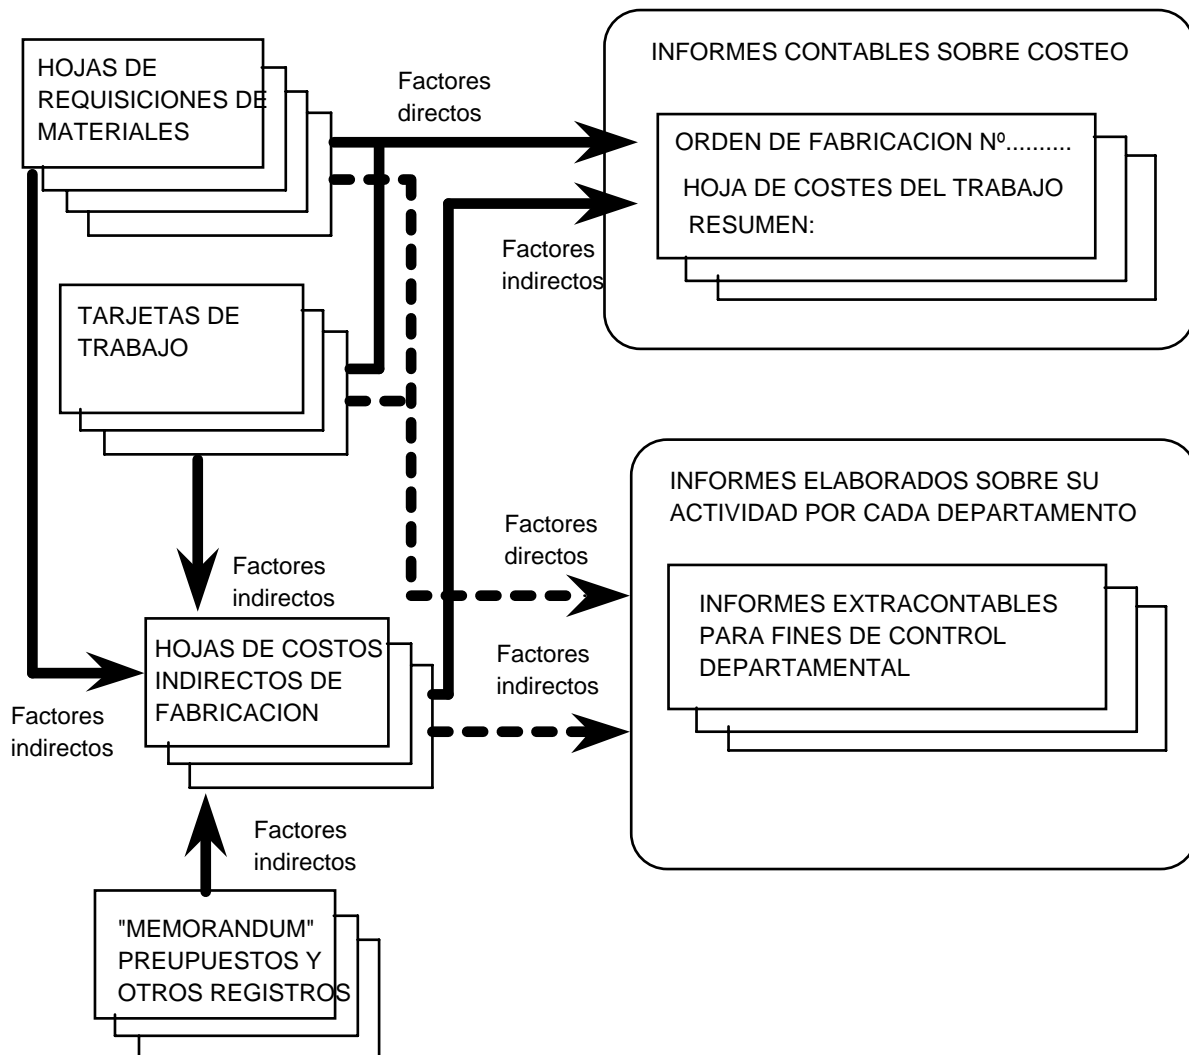 HOJAS DE
REQUISICIONES DE
MATERIALES
Factores
directos
INFORMES CONTABLES SOBRE COSTEO
ORDEN DE FABRICACION Nº..........
HOJA DE COSTES DEL TRABAJO
RESUMEN:
Factores
indirectos
TARJETAS DE
TRABAJO
INFORMES ELABORADOS SOBRE SU
ACTIVIDAD POR CADA DEPARTAMENTO
Factores
directos
Factores
indirectos
INFORMES EXTRACONTABLES
PARA FINES DE CONTROL
DEPARTAMENTAL
HOJAS DE COSTOS
INDIRECTOS DE
FABRICACION
Factores
indirectos
Factores
indirectos
Factores
indirectos
"MEMORANDUM"
PREUPUESTOS Y
OTROS REGISTROS